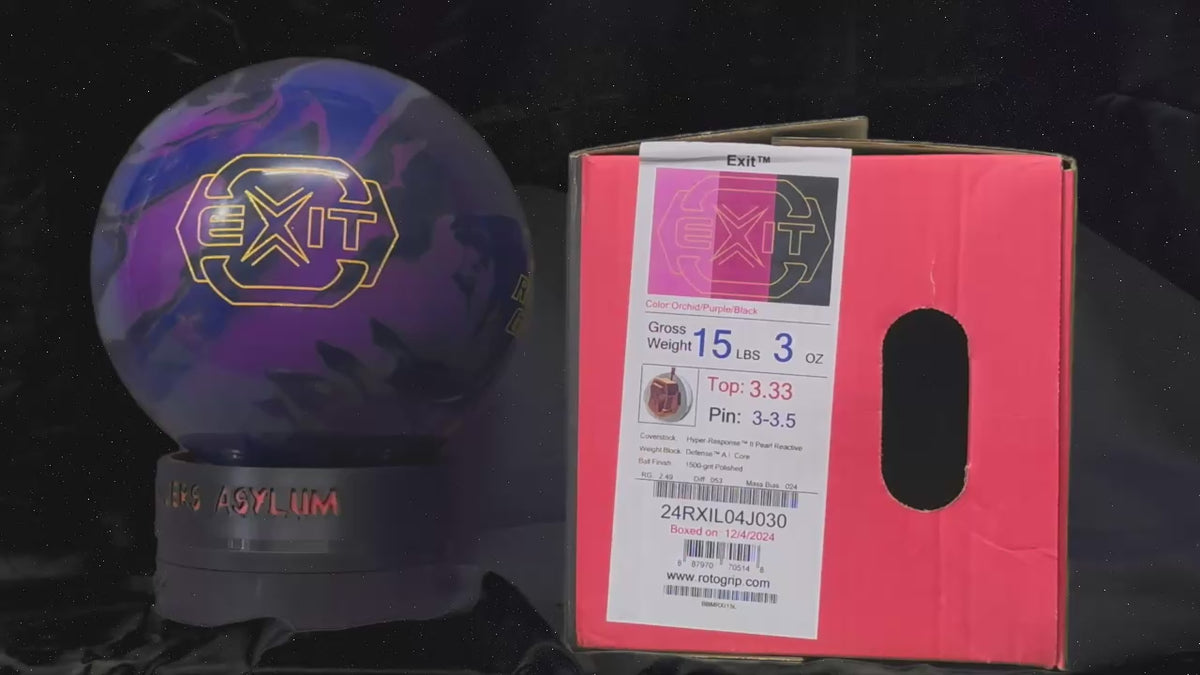 EXIT
R
EKS ASYLUM
Exit™
EXIT
Color:Orchid/Purple/Black
Gross
Weight 15 LBS 3 OZ
Top: 3.33
Pin: 3-3.5
Coverstock: Hyper-Response™ II Pearl Reactive
Weight Block: Defense™ A.I. Core
Ball Finish: 1500-grit Polished
RG: 2.49 Diff .053 Mass Bias .024
24RXIL04J030
Boxed on 12/4/2024
8 87970 70514 8
www.rotogrip.com